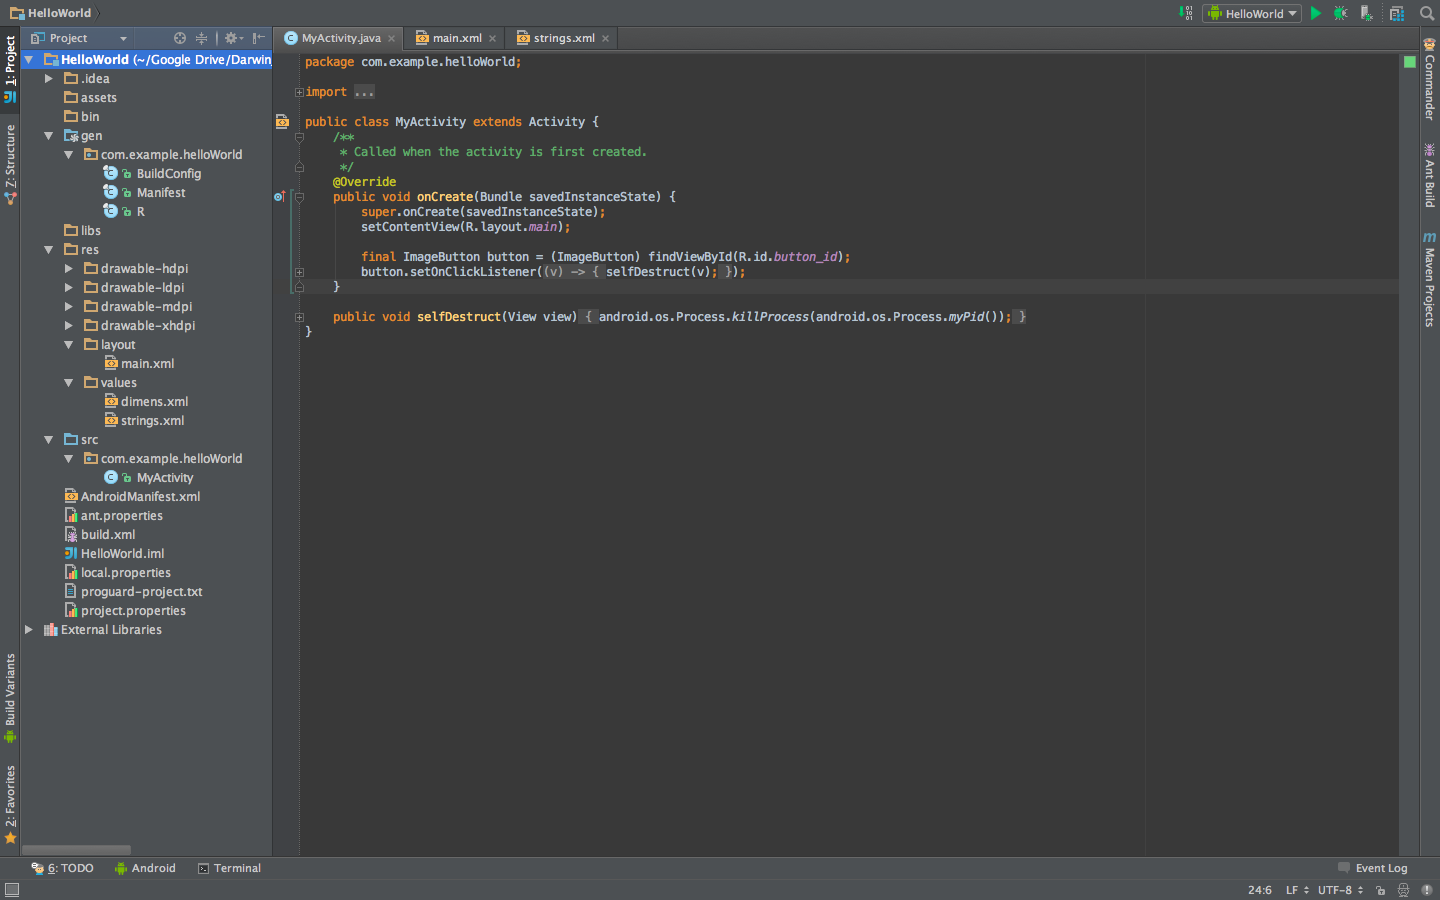 HelloWorld
HelloWorld
1: Project
Z: Structure
Build Variants
2: Favorites
Project
HelloWorld (~/Google Drive/Darwin
.idea
assets
bin
gen
com.example.helloWorld
BuildConfig
Manifest
R
libs
res
drawable-hdpi
drawable-ldpi
drawable-mdpi
drawable-xhdpi
layout
main.xml
values
dimens.xml
strings.xml
src
com.example.helloWorld
MyActivity
AndroidManifest.xml
ant.properties
build.xml
HelloWorld.iml
local.properties
proguard-project.txt
project.properties
External Libraries
MyActivity.java main.xml strings.xml
package com.example.helloWorld;
import ...
public class MyActivity extends Activity {
/**
* Called when the activity is first created.
*/
@Override
public void onCreate(Bundle savedInstanceState) {
super.onCreate(savedInstanceState);
setContentView(R.layout.main);
final ImageButton button = (ImageButton) findViewById(R.id.button_id);
button.setOnClickListener((v) -> { selfDestruct(v); });
}
public void selfDestruct(View view) { android.os.Process.killProcess(android.os.Process.myPid()); }
}
Commander
Ant Build
Maven Projects
6: TODO Android Terminal Event Log
24:6 LF UTF-8